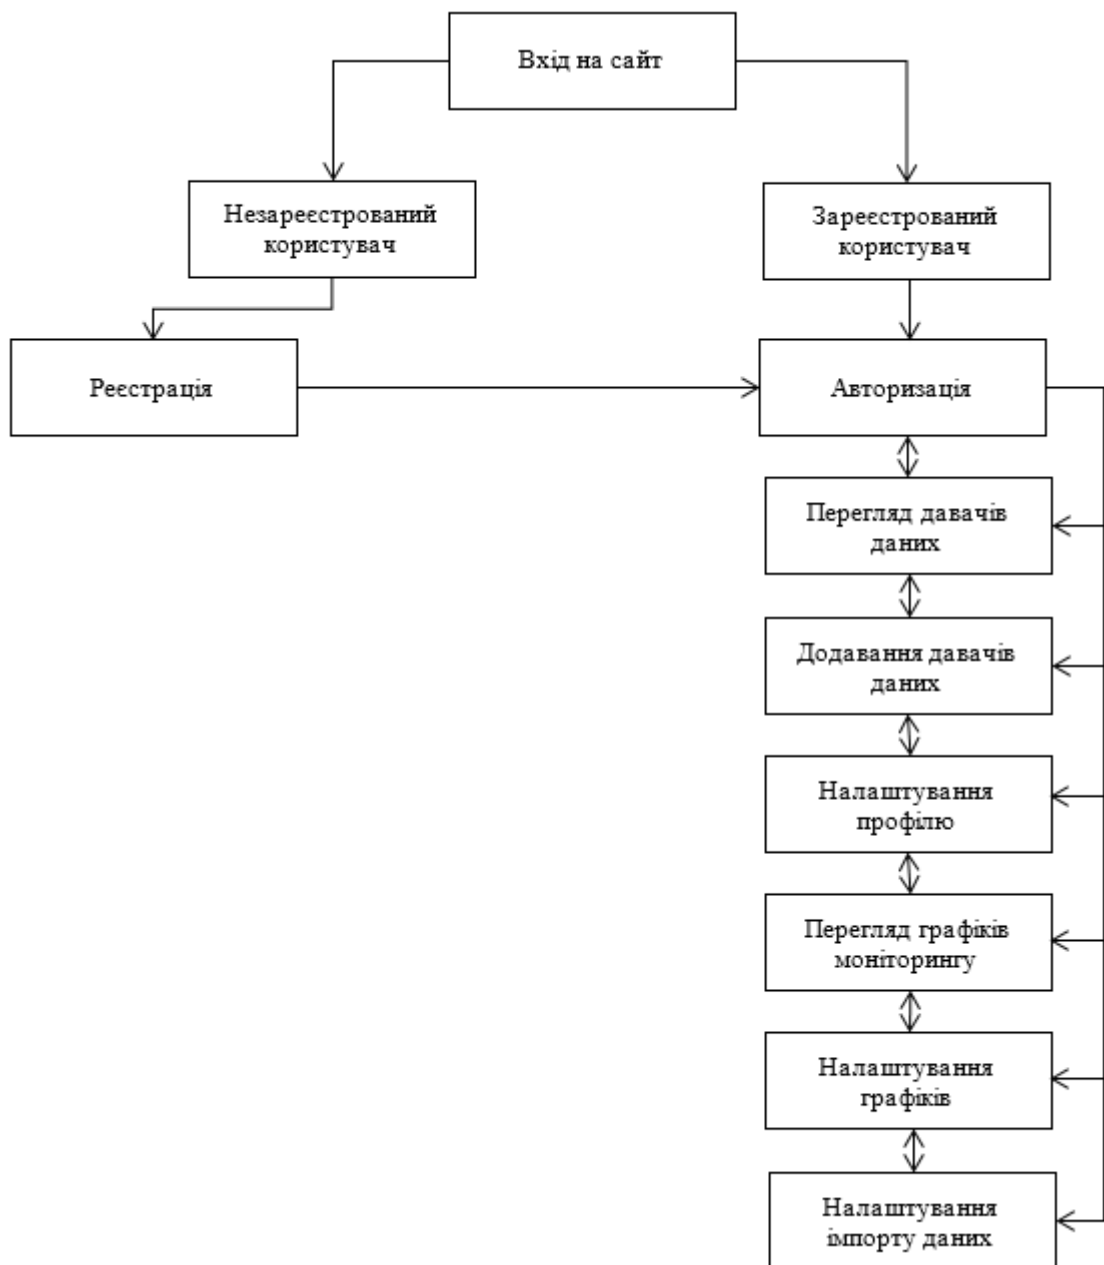 Вхід на сайт
Незареєстрований
користувач
Зареєстрований
користувач
Реєстрація
Авторизація
Перегляд давачів
даних
Додавання давачів
даних
Налаштування
профілю
Перегляд графіків
моніторингу
Налаштування
графіків
Налаштування
імпорту даних